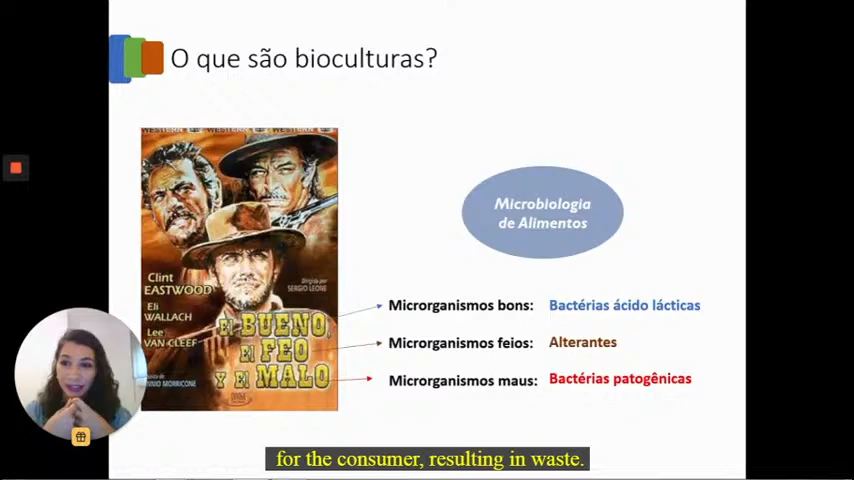 O que são bioculturas?
WESTERN WESTERN WESTERN
Clint
EASTWOOD
Eli
WALLACH
Lee
VAN CLEEF
Dirigida por
SERGIO LEONE
El BUENO,
El FEO
Y El MALO
MORRICONE
Microbiologia
de Alimentos
Microrganismos bons: Bactérias ácido lácticas
Microrganismos feios: Alterantes
Microrganismos maus: Bactérias patogênicas
for the consumer, resulting in waste.